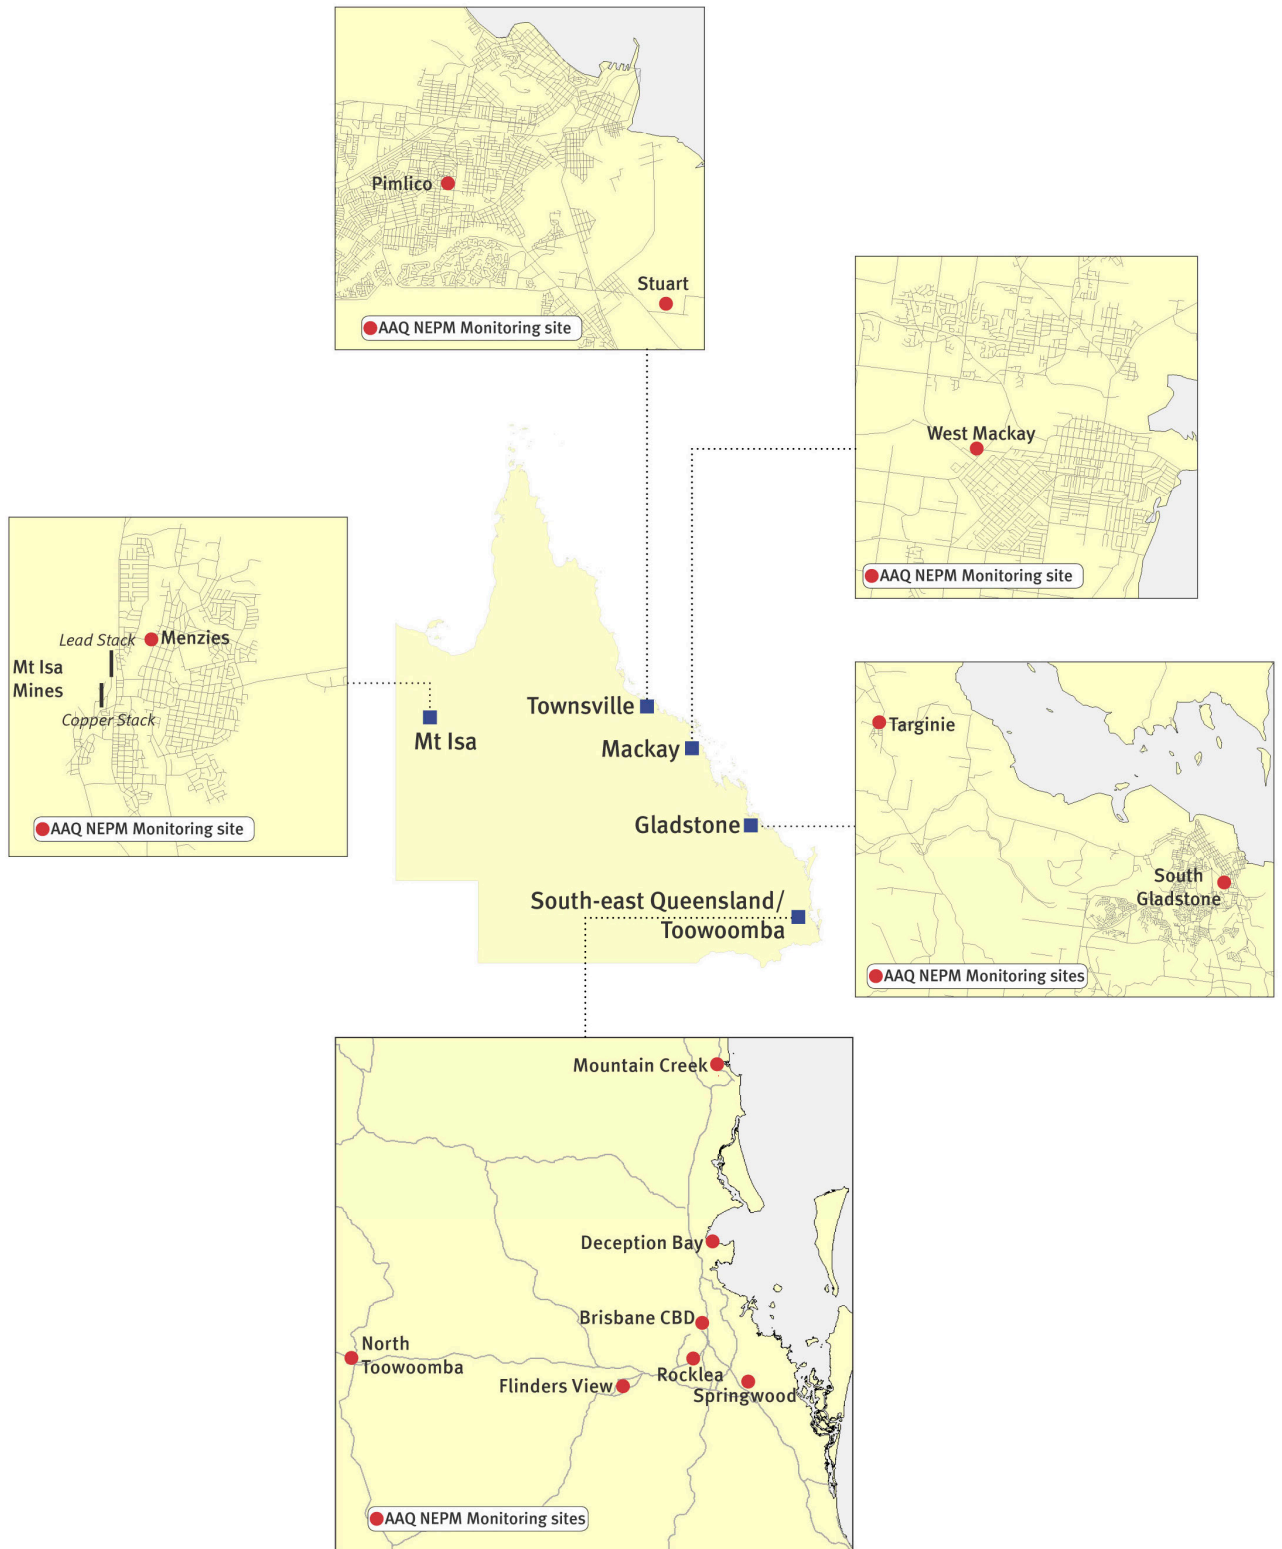 Pimlico
Stuart
AAQ NEPM Monitoring site
West Mackay
AAQ NEPM Monitoring site
Lead Stack
Menzies
Mt Isa
Mines
Copper Stack
AAQ NEPM Monitoring site
Townsville
Mt Isa
Mackay
Gladstone
South-east Queensland/
Toowoomba
Targinie
South
Gladstone
AAQ NEPM Monitoring sites
Mountain Creek
Deception Bay
Brisbane CBD
North
Toowoomba
Rocklea
Flinders View
Springwood
AAQ NEPM Monitoring sites